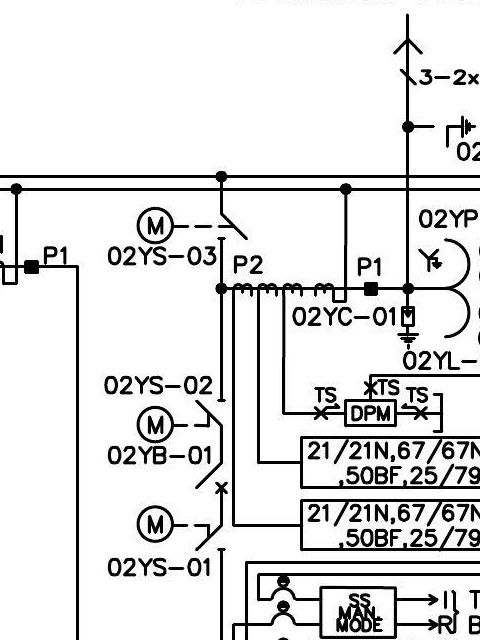 3-2x
02
02YP
M
02YS-03
P1
P2
P1
02YC-01
02YL-
02YS-02
TS
TS
TS
M
DPM
02YB-01
21/21N,67/67N
,50BF,25/79
21/21N,67/67N
,50BF,25/79
M
02YS-01
SS
MAN.
MODE
I
T
R
B